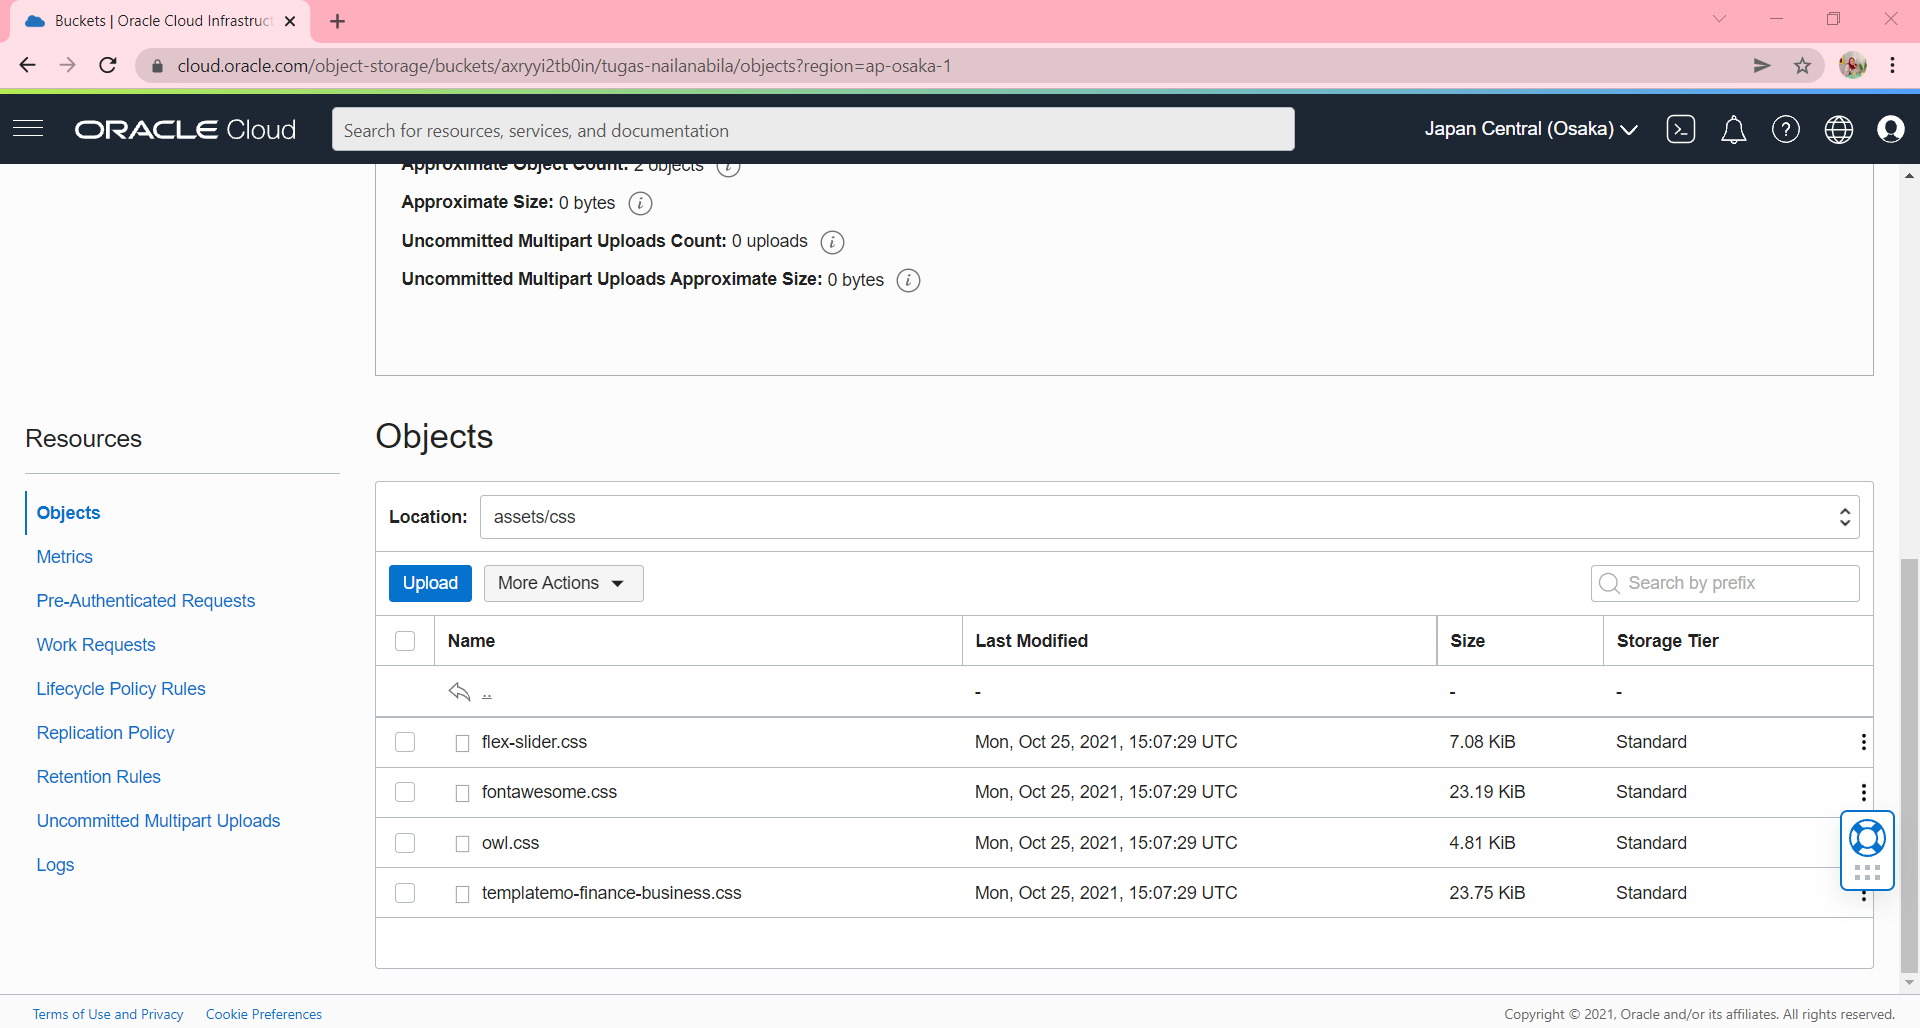 Buckets | Oracle Cloud Infrastruct
cloud.oracle.com/object-storage/buckets/axryyi2tb0in/tugas-nailanabila/objects?region=ap-osaka-1
ORACLE Cloud
Search for resources, services, and documentation
Japan Central (Osaka)
Approximate Object Count: 2 objects
Approximate Size: 0 bytes
Uncommitted Multipart Uploads Count: 0 uploads
Uncommitted Multipart Uploads Approximate Size: 0 bytes
Resources
Objects
Metrics
Pre-Authenticated Requests
Work Requests
Lifecycle Policy Rules
Replication Policy
Retention Rules
Uncommitted Multipart Uploads
Logs
Objects
Location: assets/css
Upload More Actions Search by prefix
Name Last Modified Size Storage Tier
.. - - -
flex-slider.css Mon, Oct 25, 2021, 15:07:29 UTC 7.08 KiB Standard
fontawesome.css Mon, Oct 25, 2021, 15:07:29 UTC 23.19 KiB Standard
owl.css Mon, Oct 25, 2021, 15:07:29 UTC 4.81 KiB Standard
templatemo-finance-business.css Mon, Oct 25, 2021, 15:07:29 UTC 23.75 KiB Standard
Terms of Use and Privacy Cookie Preferences
Copyright © 2021, Oracle and/or its affiliates. All rights reserved.